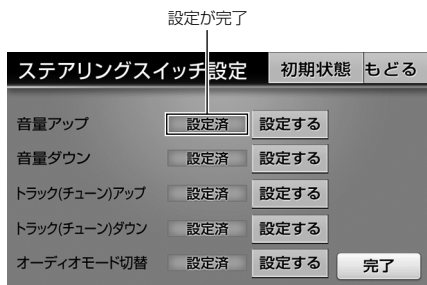 設定が完了
ステアリングスイッチ設定 初期状態 もどる
音量アップ 設定済 設定する
音量ダウン 設定済 設定する
トラック(チューン)アップ 設定済 設定する
トラック(チューン)ダウン 設定済 設定する
オーディオモード切替 設定済 設定する 完了